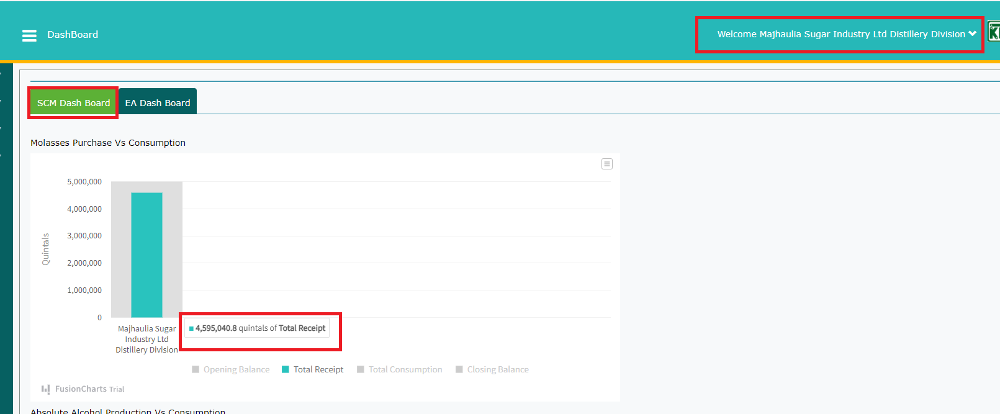 DashBoard
Welcome Majhaulia Sugar Industry Ltd Distillery Division
SCM Dash Board
EA Dash Board
Molasses Purchase Vs Consumption
5,000,000
4,000,000
3,000,000
2,000,000
1,000,000
0
Quintals
Majhaulia Sugar
Industry Ltd
Distillery Division
4,595,040.8 quintals of Total Receipt
Opening Balance
Total Receipt
Total Consumption
Closing Balance
FusionCharts Trial
Absolute Alcohol Production Vs Consumption